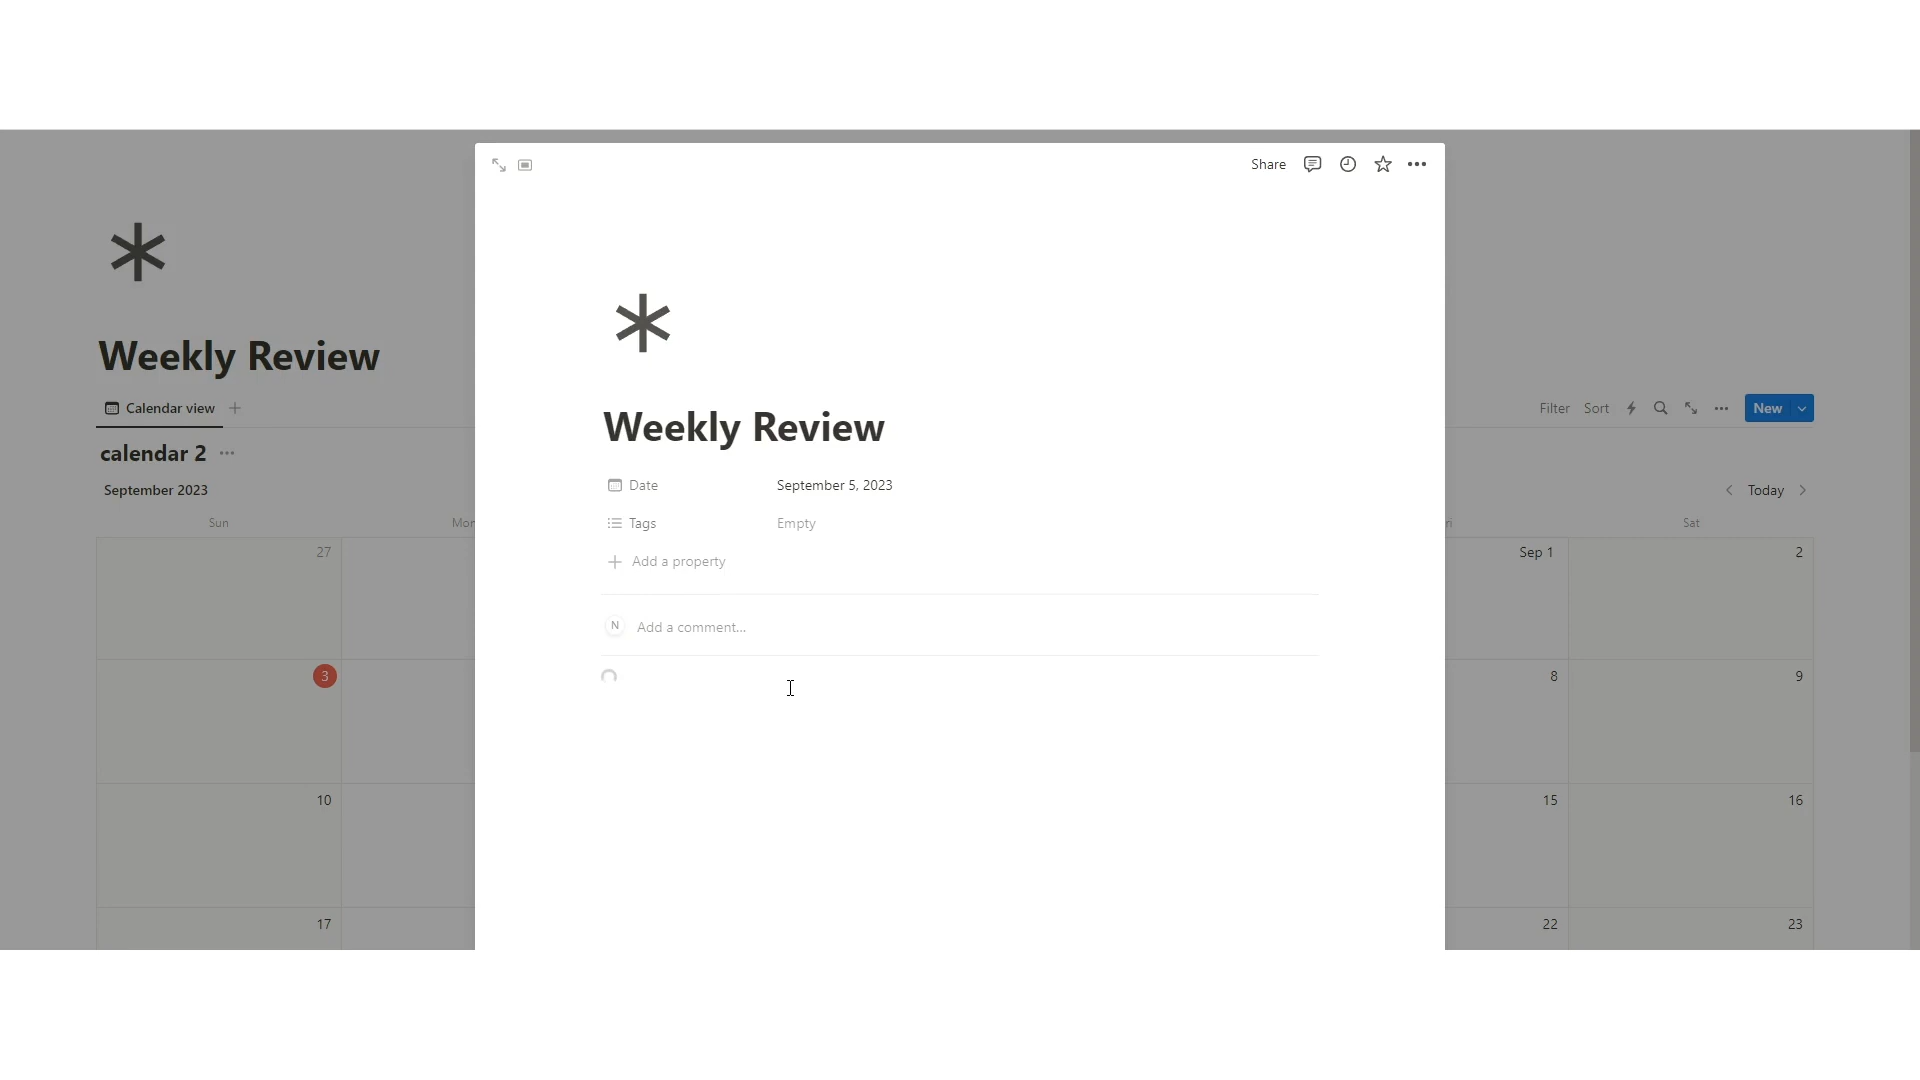 Share
Weekly Review
Date September 5, 2023
Tags Empty
Add a property
N Add a comment...
Weekly Review
Calendar view
Filter Sort New
calendar 2
September 2023
Today
Sun Mon Sat
27 Sep 1 2
3 8 9
10 15 16
17 22 23